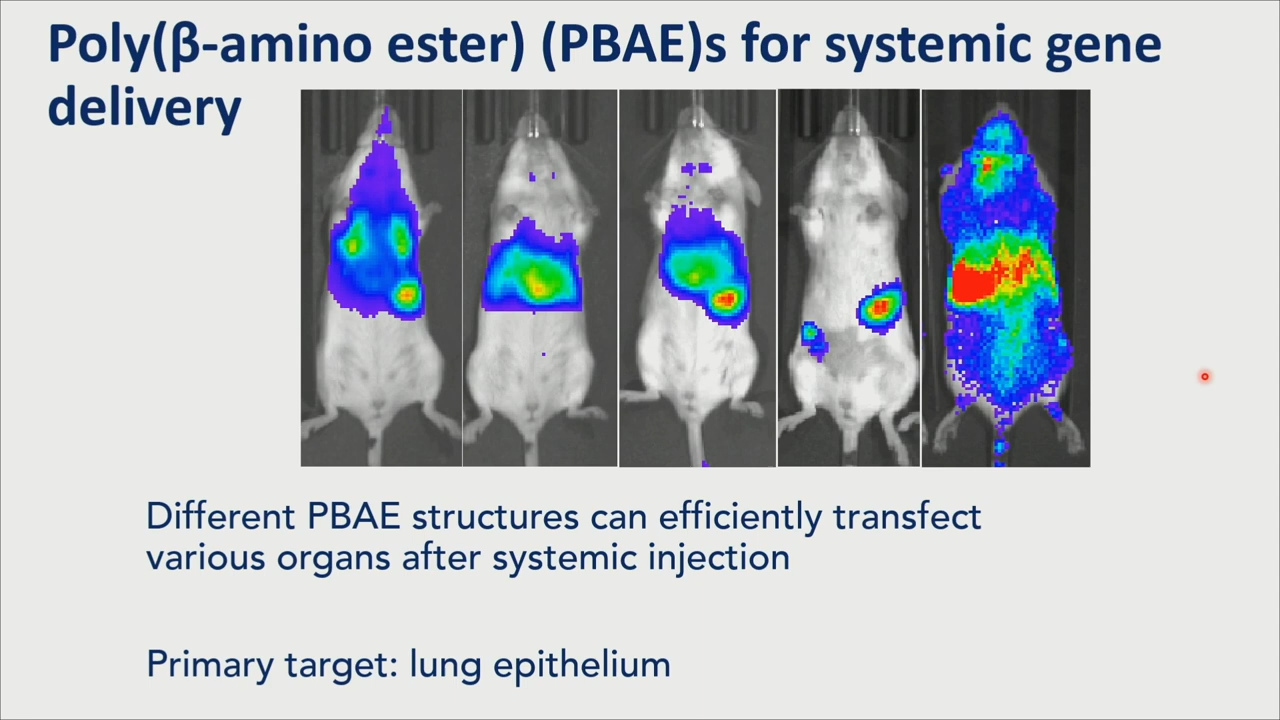 Poly(β-amino ester) (PBAE)s for systemic gene
delivery
Different PBAE structures can efficiently transfect
various organs after systemic injection
Primary target: lung epithelium